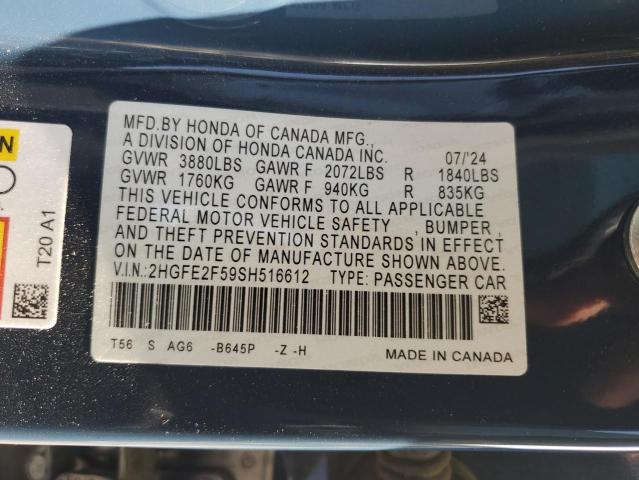 MFD.BY HONDA OF CANADA MFG.,
A DIVISION OF HONDA CANADA INC. 07/'24
GVWR 3880LBS GAWR F 2072LBS R 1840LBS
GVWR 1760KG GAWR F 940KG R 835KG
THIS VEHICLE CONFORMS TO ALL APPLICABLE
FEDERAL MOTOR VEHICLE SAFETY , BUMPER ,
AND THEFT PREVENTION STANDARDS IN EFFECT
ON THE DATE OF MANUFACTURE SHOWN ABOVE.
V.I.N.:2HGFE2F59SH516612 TYPE: PASSENGER CAR
T56 S AG6 -B645P -Z -H MADE IN CANADA
T20 A1